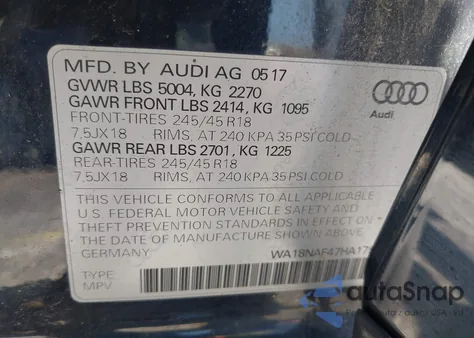 MFD. BY AUDI AG 05 17
GVWR LBS 5004, KG 2270
GAWR FRONT LBS 2414, KG 1095
FRONT-TIRES 245/45 R18
7,5JX18 RIMS, AT 240 KPA 35 PSI COLD
GAWR REAR LBS 2701, KG 1225
REAR-TIRES 245/45 R18
7,5JX18 RIMS, AT 240 KPA 35 PSI COLD
Audi
THIS VEHICLE CONFORMS TO ALL APPLICABLE
U.S. FEDERAL MOTOR VEHICLE SAFETY AND
THEFT PREVENTION STANDARDS IN EFFECT ON
THE DATE OF MANUFACTURE SHOWN ABOVE.
GERMANY
WA18NAF47HA17
TYPE
MPV
autoSnap